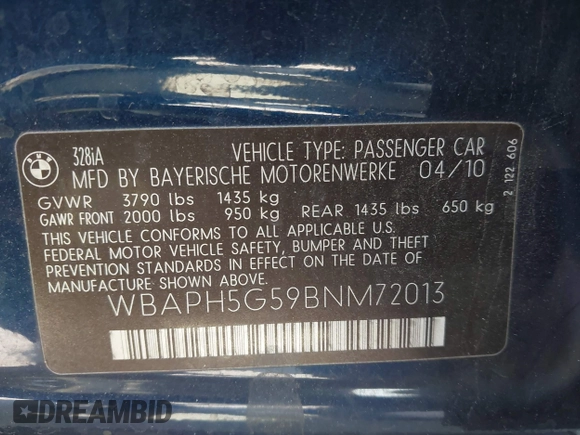 BMW
328iA
VEHICLE TYPE: PASSENGER CAR
MFD BY BAYERISCHE MOTORENWERKE 04/10
GVWR 3790 lbs 1435 kg
GAWR FRONT 2000 lbs 950 kg REAR 1435 lbs 650 kg
THIS VEHICLE CONFORMS TO ALL APPLICABLE U.S.
FEDERAL MOTOR VEHICLE SAFETY, BUMPER AND THEFT
PREVENTION STANDARDS IN EFFECT ON THE DATE OF
MANUFACTURE SHOWN ABOVE.
WBAPH5G59BNM72013
2 122 606
DREAMBID